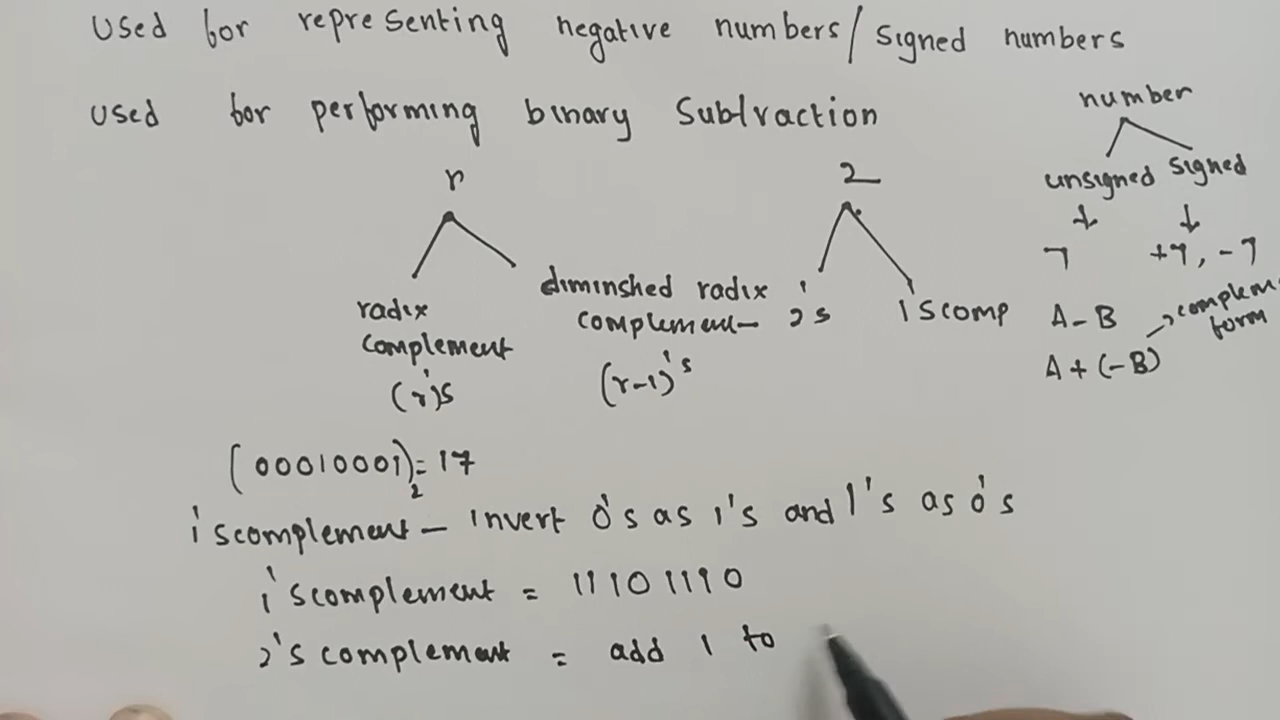 Used for representing negative numbers/signed numbers
used for performing binary Subtraction
number
unsigned signed
7 +7, -7
A-B
A+(-B)
r
radix complement
(r)'s
diminshed radix complement
(r-1)'s
2
2's 1's comp
(00010001)2 = 17
1's complement - invert 0's as 1's and 1's as 0's
1's complement = 11101110
2's complement = add 1 to